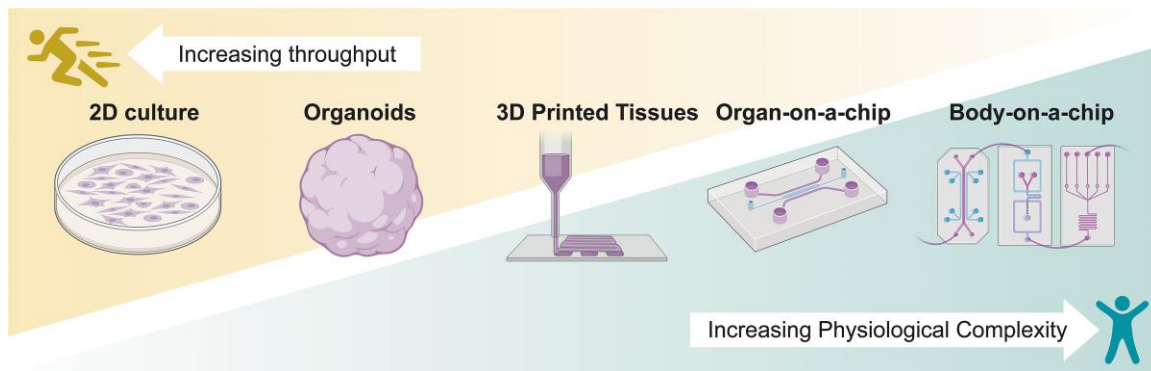 Increasing throughput
2D culture
Organoids
3D Printed Tissues
Organ-on-a-chip
Body-on-a-chip
Increasing Physiological Complexity